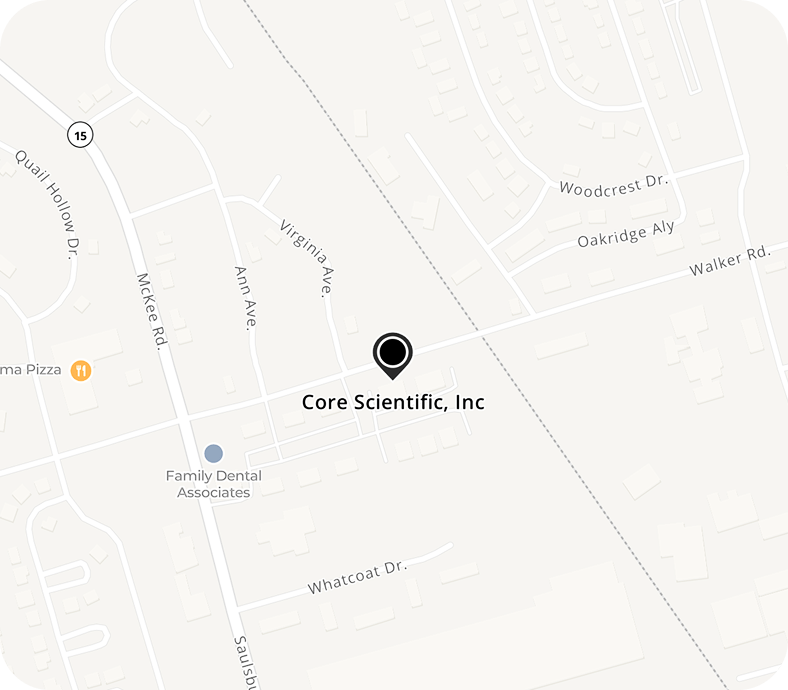 15
Quail Hollow Dr.
Woodcrest Dr.
Oakridge Aly
Virginia Ave.
Walker Rd.
Ann Ave.
McKee Rd.
ma Pizza
Core Scientific, Inc
Family Dental
Associates
Whatcoat Dr.
Saulsbu